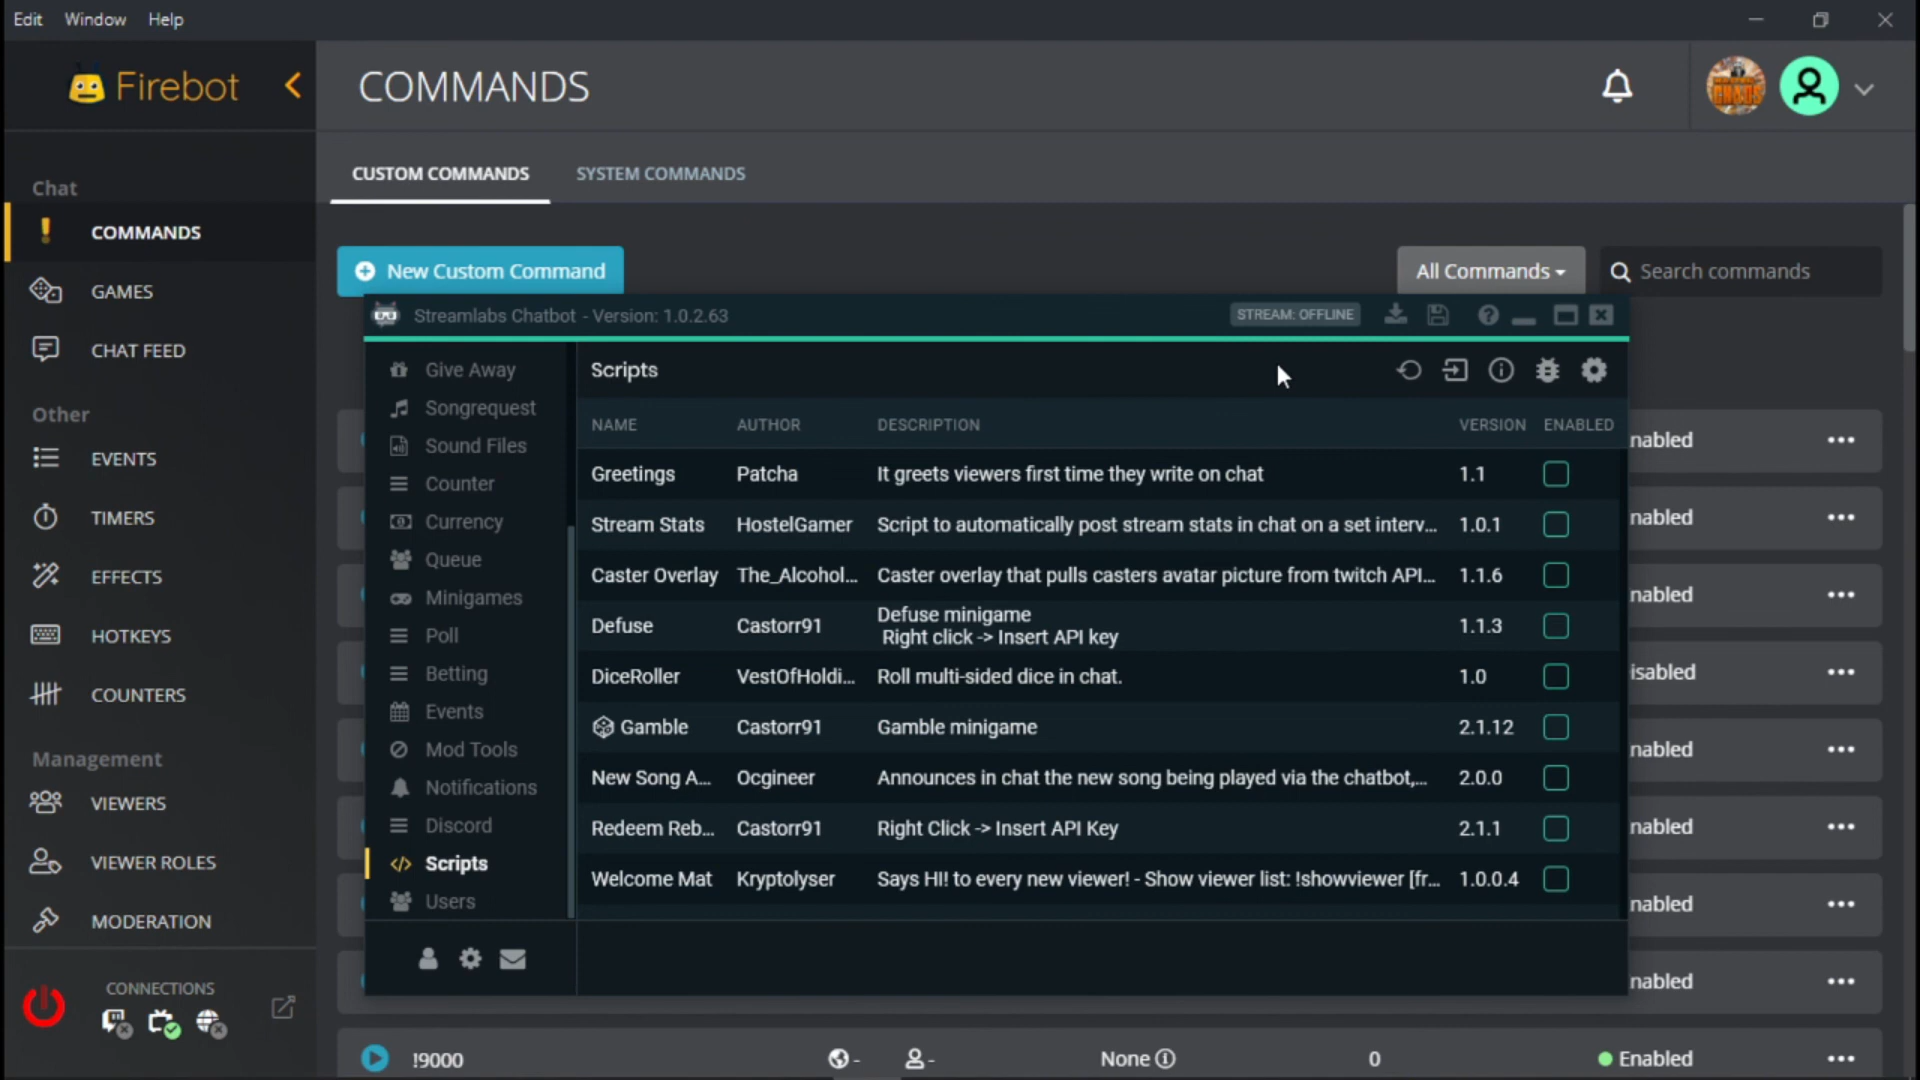 Edit Window Help
Firebot
COMMANDS
Chat
COMMANDS
GAMES
CHAT FEED
Other
EVENTS
TIMERS
EFFECTS
HOTKEYS
COUNTERS
Management
VIEWERS
VIEWER ROLES
MODERATION
CONNECTIONS
CUSTOM COMMANDS SYSTEM COMMANDS
New Custom Command
All Commands
Search commands
Streamlabs Chatbot - Version: 1.0.2.63
STREAM: OFFLINE
Give Away
Songrequest
Sound Files
Counter
Currency
Queue
Minigames
Poll
Betting
Events
Mod Tools
Notifications
Discord
Scripts
Users
Scripts
NAME AUTHOR DESCRIPTION VERSION ENABLED
Greetings Patcha It greets viewers first time they write on chat 1.1
Stream Stats HostelGamer Script to automatically post stream stats in chat on a set interv... 1.0.1
Caster Overlay The_Alcohol... Caster overlay that pulls casters avatar picture from twitch API... 1.1.6
Defuse Castorr91 Defuse minigame
Right click -> Insert API key 1.1.3
DiceRoller VestOfHoldi... Roll multi-sided dice in chat. 1.0
Gamble Castorr91 Gamble minigame 2.1.12
New Song A... Ocgineer Announces in chat the new song being played via the chatbot,... 2.0.0
Redeem Reb... Castorr91 Right Click -> Insert API Key 2.1.1
Welcome Mat Kryptolyser Says HI! to every new viewer! - Show viewer list: !showviewer [fr... 1.0.0.4
nabled
nabled
nabled
isabled
nabled
nabled
nabled
nabled
!9000 - - None 0 Enabled